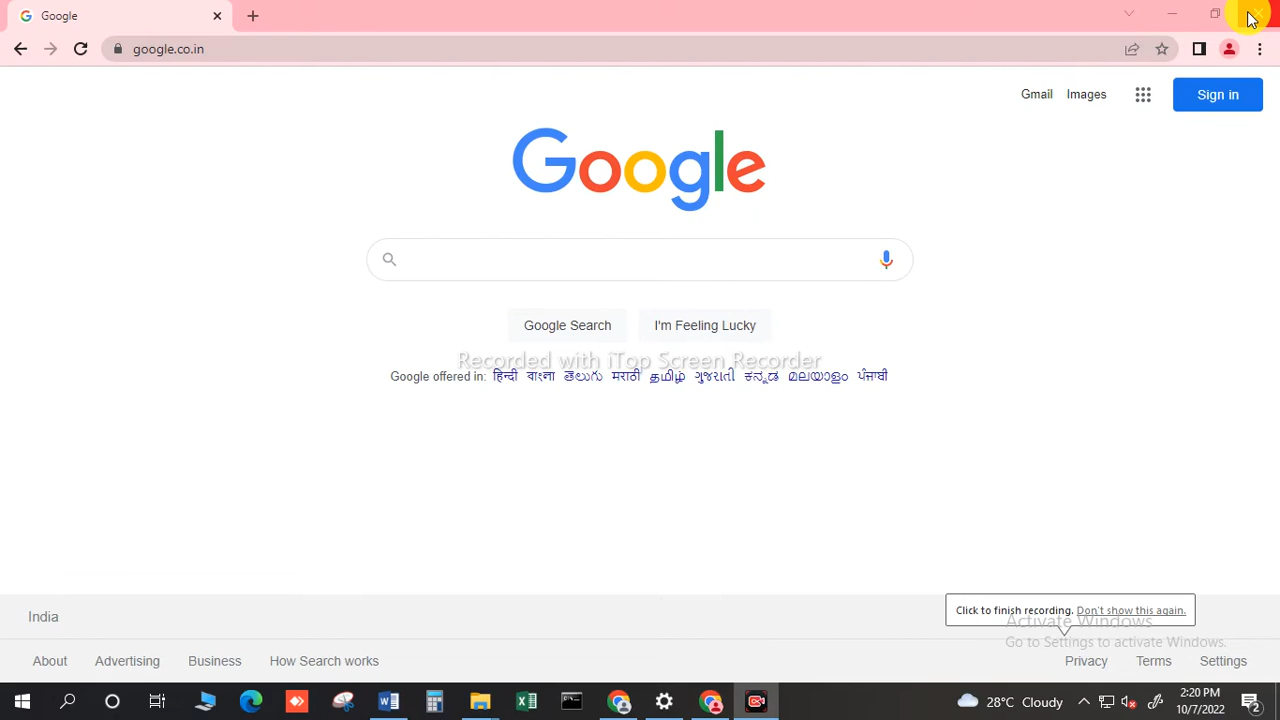 Google
google.co.in
Gmail Images Sign in
Google
Google Search I'm Feeling Lucky
Recorded with iTop Screen Recorder
Google offered in: हिन्दी বাংলা తెలుగు मराठी தமிழ் ગુજરાતી ಕನ್ನಡ മലയാളം ਪੰਜਾਬੀ
India
Click to finish recording. Don't show this again.
Activate Windows
Go to Settings to activate Windows.
About Advertising Business How Search works Privacy Terms Settings
28°C Cloudy 2:20 PM
10/7/2022
2